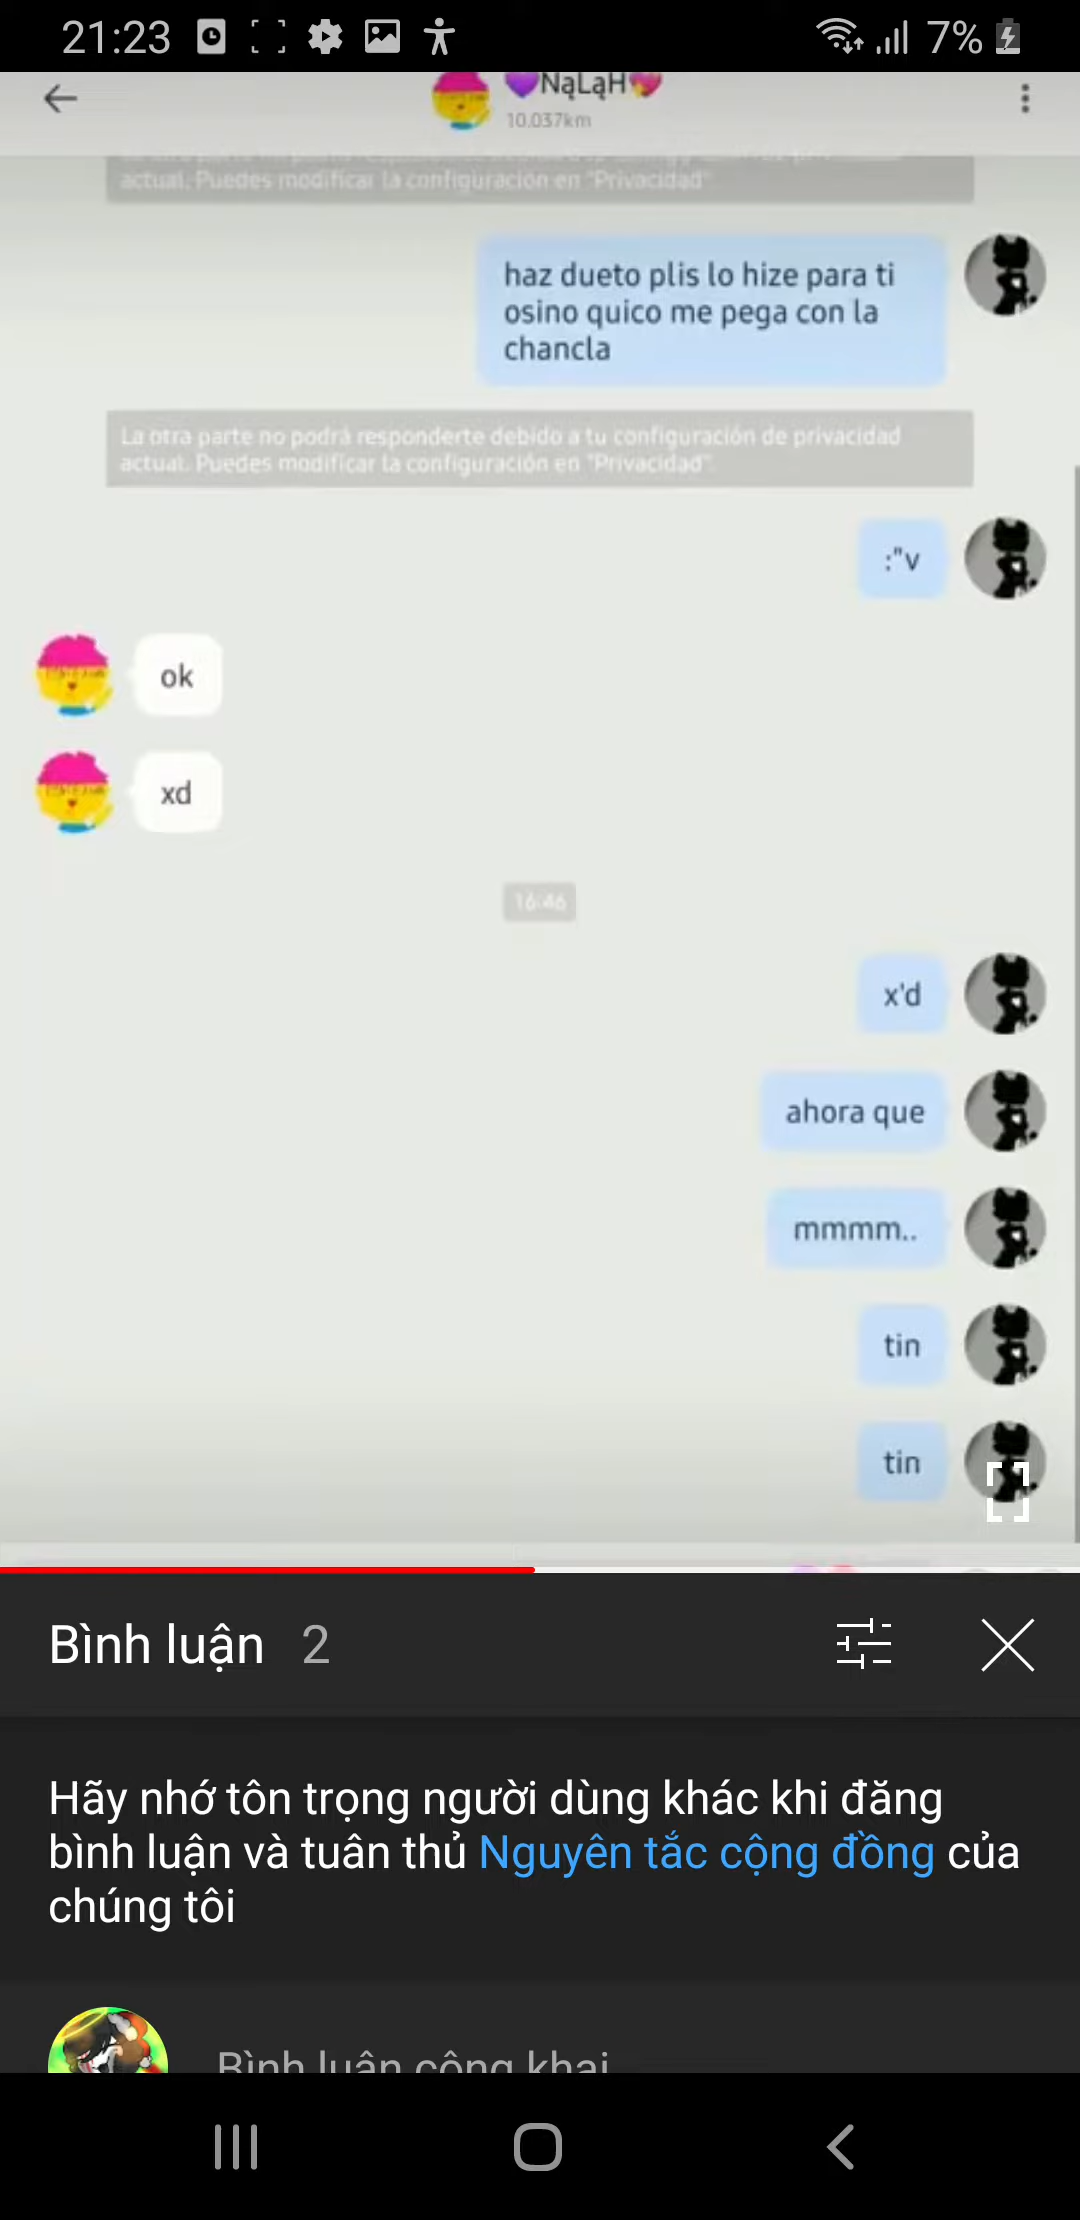 21:23
7%
NąLąH
10.037km
actual. Puedes modificar la configuración en "Privacidad"
haz dueto plis lo hize para ti
osino quico me pega con la
chancla
La otra parte no podrá responderte debido a tu configuración de privacidad
actual. Puedes modificar la configuración en "Privacidad"
:"v
ok
xd
16:46
x'd
ahora que
mmmm..
tin
tin
Bình luận 2
Hãy nhớ tôn trọng người dùng khác khi đăng
bình luận và tuân thủ Nguyên tắc cộng đồng của
chúng tôi
Bình luận công khai